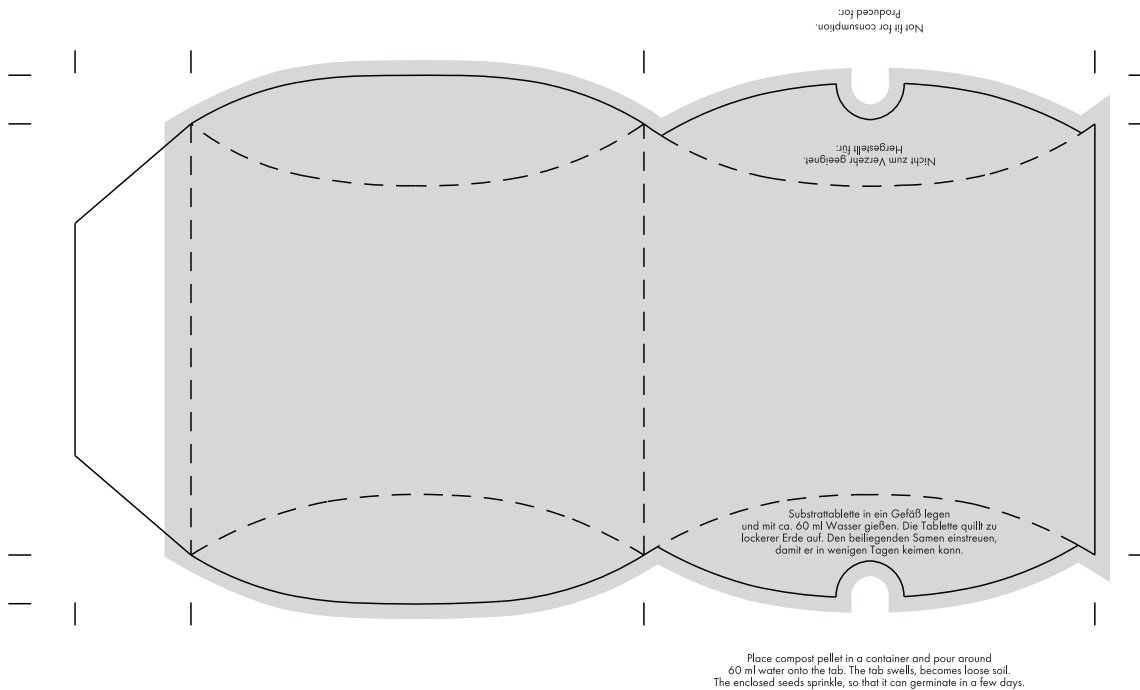 Not fit for consumption.
Produced for:
Nicht zum Verzehr geeignet.
Hergestellt für:
Substrattablette in ein Gefäß legen
und mit ca. 60 ml Wasser gießen. Die Tablette quillt zu
lockerer Erde auf. Den beiliegenden Samen einstreuen,
damit er in wenigen Tagen keimen kann.
Place compost pellet in a container and pour around
60 ml water onto the tab. The tab swells, becomes loose soil.
The enclosed seeds sprinkle, so that it can germinate in a few days.